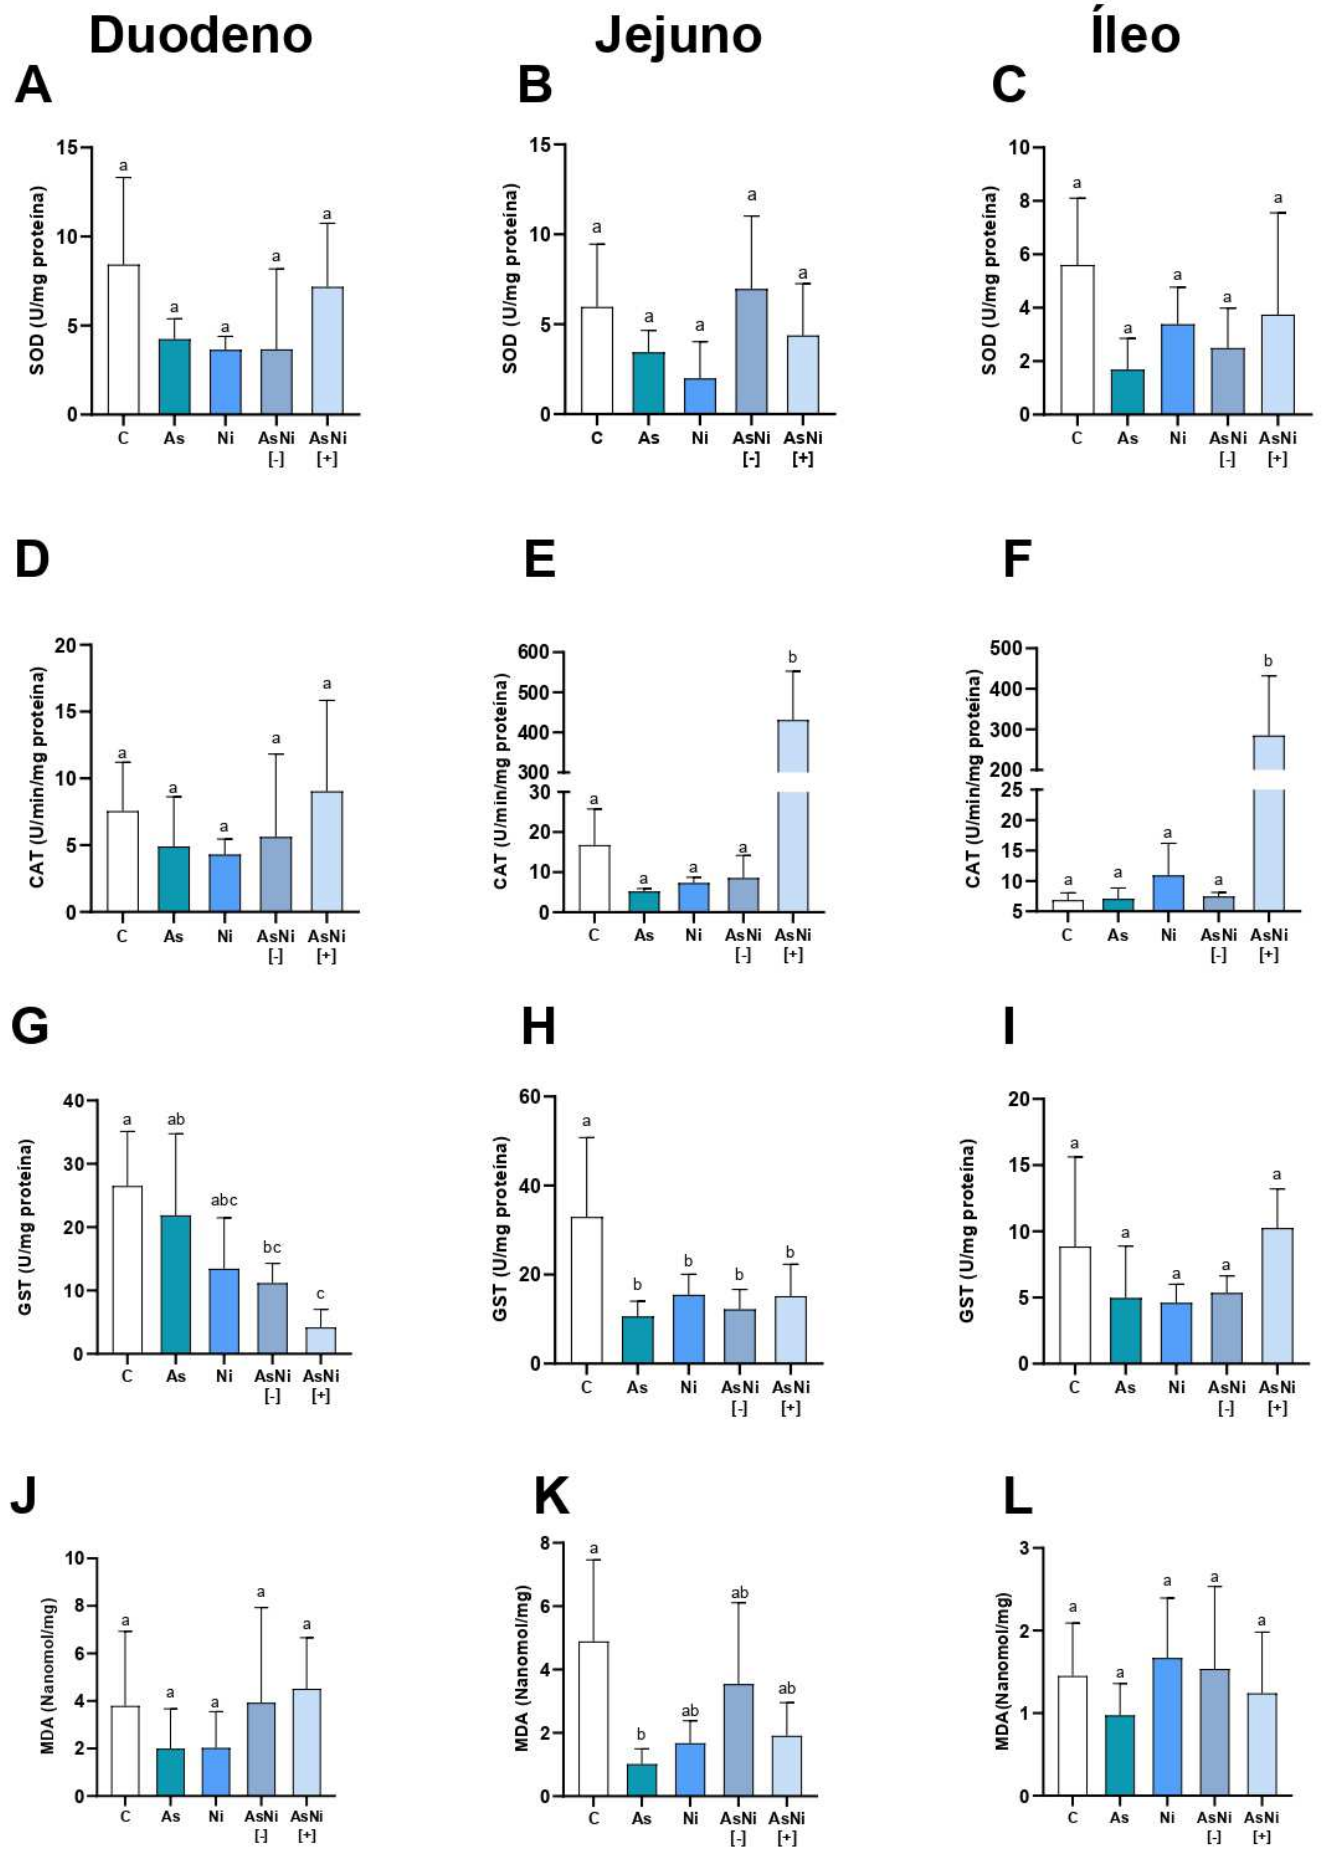 Duodeno Jejuno Íleo
A B C
15 10 5 0
SOD (U/mg proteína)
a a a a a
C As Ni AsNi AsNi
[-] [+]
15 10 5 0
SOD (U/mg proteína)
a a a a a
C As Ni AsNi AsNi
[-] [+]
10 8 6 4 2 0
SOD (U/mg proteína)
a a a a a
C As Ni AsNi AsNi
[-] [+]
D E F
20 15 10 5 0
CAT (U/min/mg proteína)
a a a a a
C As Ni AsNi AsNi
[-] [+]
600 500 400 300 30 20 10 0
CAT (U/min/mg proteína)
a a a a b
C As Ni AsNi AsNi
[-] [+]
500 400 300 200 25 20 15 10 5
CAT (U/min/mg proteína)
a a a a b
C As Ni AsNi AsNi
[-] [+]
G H I
40 30 20 10 0
GST (U/mg proteína)
a ab abc bc c
C As Ni AsNi AsNi
[-] [+]
60 40 20 0
GST (U/mg proteína)
a b b b b
C As Ni AsNi AsNi
[-] [+]
20 15 10 5 0
GST (U/mg proteína)
a a a a a
C As Ni AsNi AsNi
[-] [+]
J K L
10 8 6 4 2 0
MDA (Nanomol/mg)
a a a a a
C As Ni AsNi AsNi
[-] [+]
8 6 4 2 0
MDA (Nanomol/mg)
a b ab ab ab
C As Ni AsNi AsNi
[-] [+]
3 2 1 0
MDA(Nanomol/mg)
a a a a a
C As Ni AsNi AsNi
[-] [+]